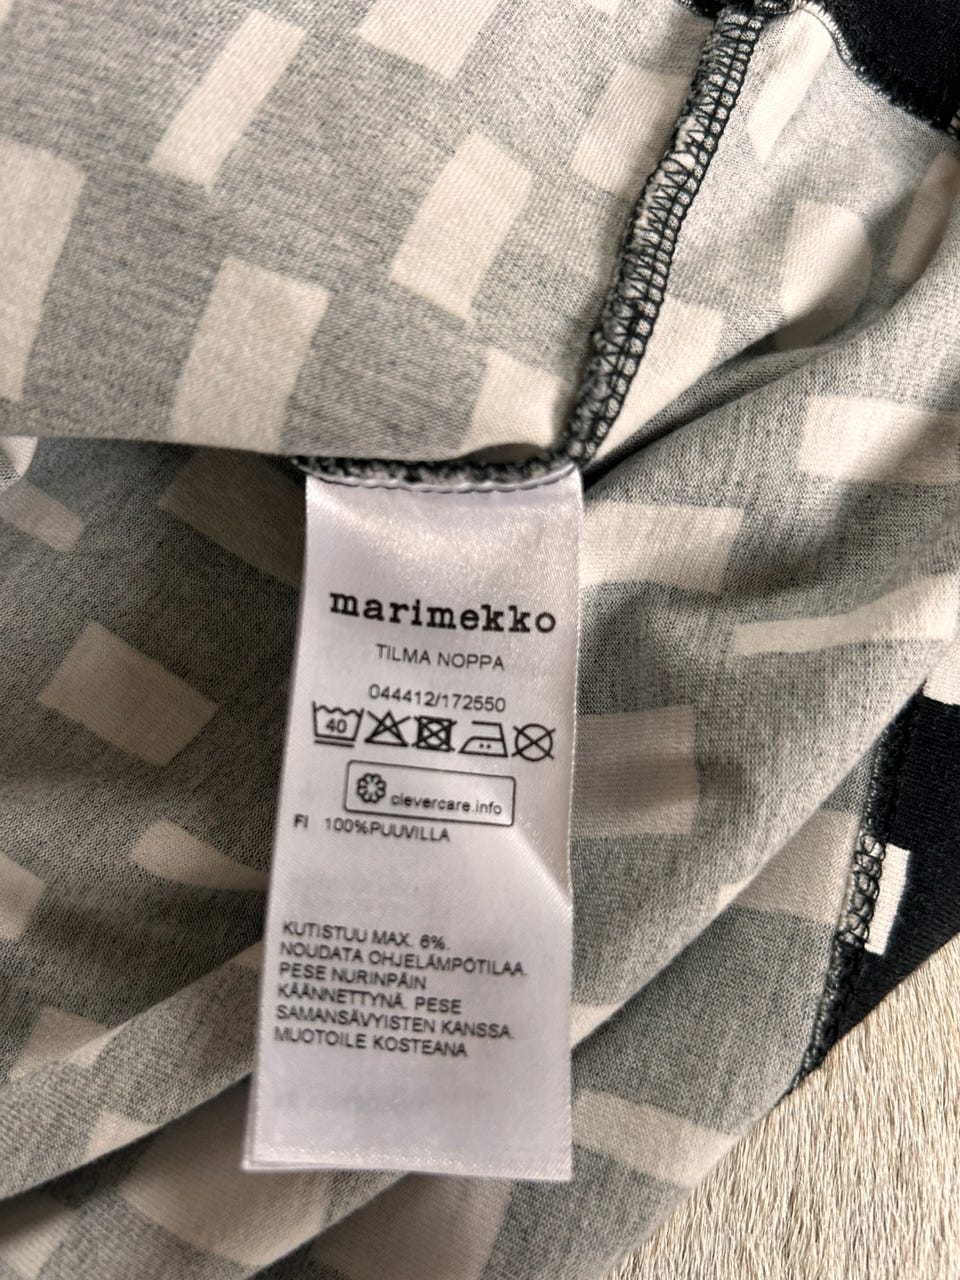 marimekko
TILMA NOPPA
044412/172550
40
clevercare.info
FI 100%PUUVILLA
KUTISTUU MAX. 6%.
NOUDATA OHJELÄMPÖTILAA.
PESE NURINPÄIN
KÄÄNNETTYNÄ. PESE
SAMANSÄVYISTEN KANSSA.
MUOTOILE KOSTEANA